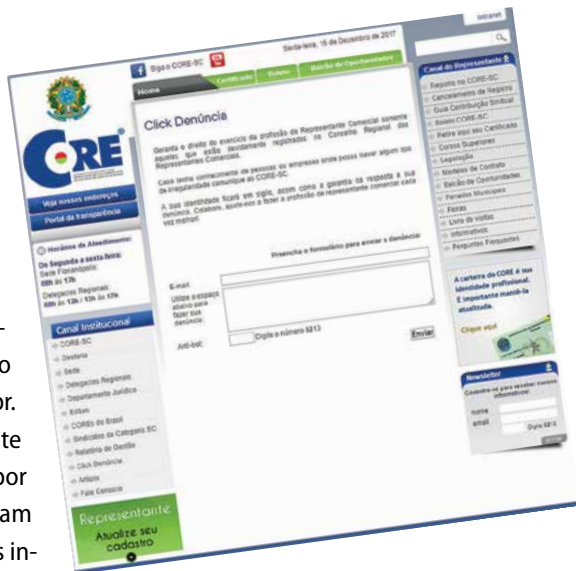 intranet
Siga o CORE-SC
You
Sexta-feira, 15 de Dezembro de 2017
Home
Certificado
Boleto
Balcão de Oportunidades
CORE
Veja nossos endereços
Portal da transparência
Horários de Atendimento:
De Segunda a sexta-feira:
Sede Florianópolis:
08h às 17h
Delegacias Regionais:
08h às 12h / 13h às 17h
Canal Institucional
CORE-SC
Diretoria
Sede
Delegacias Regionais
Departamento Jurídico
Editais
COREs do Brasil
Sindicatos da Categoria SC
Relatório de Gestão
Click Denúncia
Artigos
Fale Conosco
Representante
Atualize seu
cadastro
Click Denúncia
Garanta o direito do exercício da profissão de Representante Comercial somente
aqueles que estão devidamente registrados no Conselho Regional dos
Representantes Comerciais.
Caso tenha conhecimento de pessoas ou empresas onde possa haver algum tipo
de irregularidade comunique ao CORE-SC.
A sua identidade ficará em sigilo, assim como a garantia da resposta a sua
denúncia. Colabore, ajude-nos a fazer a profissão de representante comercial cada
vez melhor!
Preencha o formulário para enviar a denúncia:
E-mail:
Utilize o espaço
abaixo para
fazer sua
denúncia:
Anti-bot:
Digite o número 5813
Enviar
Canal do Representante
Registro no CORE-SC
Cancelamento de Registro
Guia Contribuição Sindical
Boleto CORE-SC
Retire aqui seu Certificado
Cursos Superiores
Legislação
Modelos de Contrato
Balcão de Oportunidades
Parceiros Municipais
Feiras
Livro de visitas
Informativos
Perguntas Frequentes
A carteira do CORE é sua
identidade profissional.
É importante mantê-la
atualizada.
Clique aqui
Newsletter
Cadastre-se para receber nossos
informativos!
nome
email
Digite 5813
-
o
or.
te
por
am
s in-